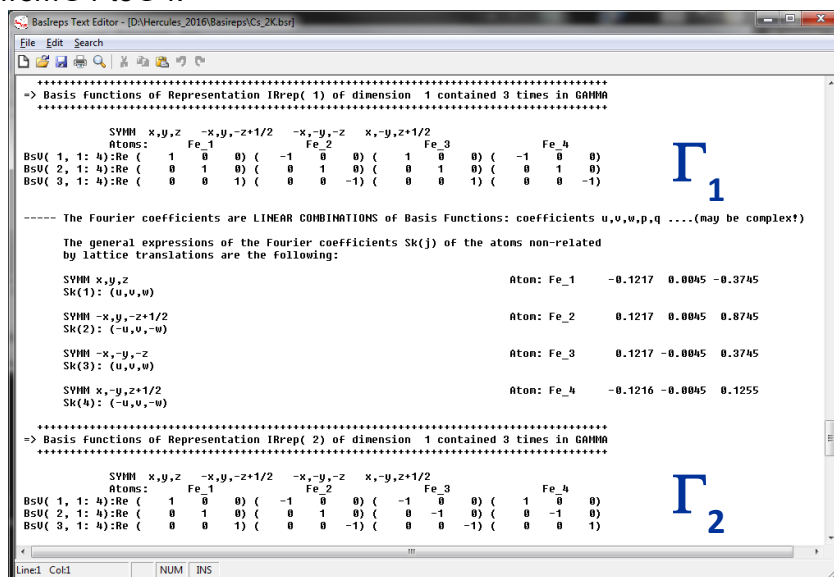 BasIreps Text Editor - [D:\Hercules_2016\Basireps\Cs_2K.bsr]
File Edit Search
++++++++++++++++++++++++++++++++++++++++++++++++++++++++++++++++++++++++++++++++++++++
=> Basis functions of Representation IRrep( 1) of dimension 1 contained 3 times in GAMMA
++++++++++++++++++++++++++++++++++++++++++++++++++++++++++++++++++++++++++++++++++++++
SYMM x,y,z -x,y,-z+1/2 -x,-y,-z x,-y,z+1/2
Atoms: Fe_1 Fe_2 Fe_3 Fe_4
BsV( 1, 1: 4):Re ( 1 0 0) ( -1 0 0) ( 1 0 0) ( -1 0 0)
BsV( 2, 1: 4):Re ( 0 1 0) ( 0 1 0) ( 0 1 0) ( 0 1 0)
BsV( 3, 1: 4):Re ( 0 0 1) ( 0 0 -1) ( 0 0 1) ( 0 0 -1)
Γ1
----- The Fourier coefficients are LINEAR COMBINATIONS of Basis Functions: coefficients u,v,w,p,q ....(may be complex!)
The general expressions of the Fourier coefficients Sk(j) of the atoms non-related
by lattice translations are the following:
SYMM x,y,z Atom: Fe_1 -0.1217 0.0045 -0.3745
Sk(1): (u,v,w)
SYMM -x,y,-z+1/2 Atom: Fe_2 0.1217 0.0045 0.8745
Sk(2): (-u,v,-w)
SYMM -x,-y,-z Atom: Fe_3 0.1217 -0.0045 0.3745
Sk(3): (u,v,w)
SYMM x,-y,z+1/2 Atom: Fe_4 -0.1216 -0.0045 0.1255
Sk(4): (-u,v,-w)
++++++++++++++++++++++++++++++++++++++++++++++++++++++++++++++++++++++++++++++++++++++
=> Basis functions of Representation IRrep( 2) of dimension 1 contained 3 times in GAMMA
++++++++++++++++++++++++++++++++++++++++++++++++++++++++++++++++++++++++++++++++++++++
SYMM x,y,z -x,y,-z+1/2 -x,-y,-z x,-y,z+1/2
Atoms: Fe_1 Fe_2 Fe_3 Fe_4
BsV( 1, 1: 4):Re ( 1 0 0) ( -1 0 0) ( -1 0 0) ( 1 0 0)
BsV( 2, 1: 4):Re ( 0 1 0) ( 0 1 0) ( 0 -1 0) ( 0 -1 0)
BsV( 3, 1: 4):Re ( 0 0 1) ( 0 0 -1) ( 0 0 -1) ( 0 0 1)
Γ2
Line:1 Col:1 NUM INS